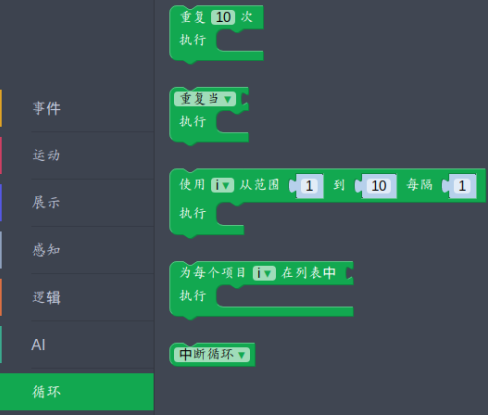 事件
运动
展示
感知
逻辑
AI
循环
重复 10 次
执行
重复当
执行
使用 i 从范围 1 到 10 每隔 1
执行
为每个项目 i 在列表中
执行
中断循环